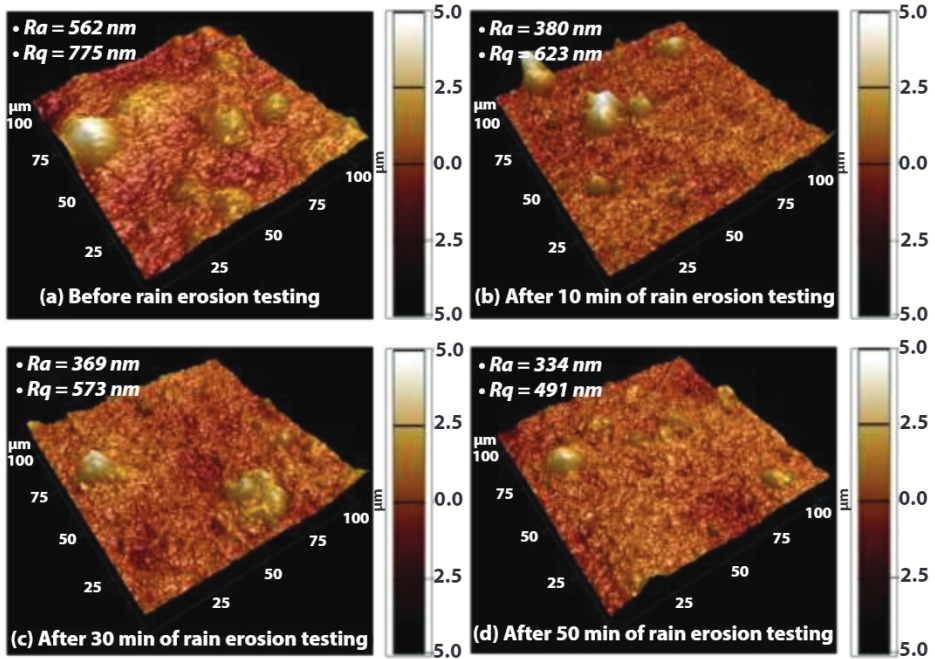 • Ra = 562 nm
• Rq = 775 nm
µm
100
75
50
25
25
50
75
100
(a) Before rain erosion testing
5.0
2.5
0.0
2.5
5.0
µm
• Ra = 380 nm
• Rq = 623 nm
µm
100
75
50
25
25
50
75
100
(b) After 10 min of rain erosion testing
5.0
2.5
0.0
2.5
5.0
• Ra = 369 nm
• Rq = 573 nm
µm
100
75
50
25
25
50
75
100
(c) After 30 min of rain erosion testing
5.0
2.5
0.0
2.5
5.0
µm
• Ra = 334 nm
• Rq = 491 nm
µm
100
75
50
25
25
50
75
100
(d) After 50 min of rain erosion testing
5.0
2.5
0.0
2.5
5.0
µm